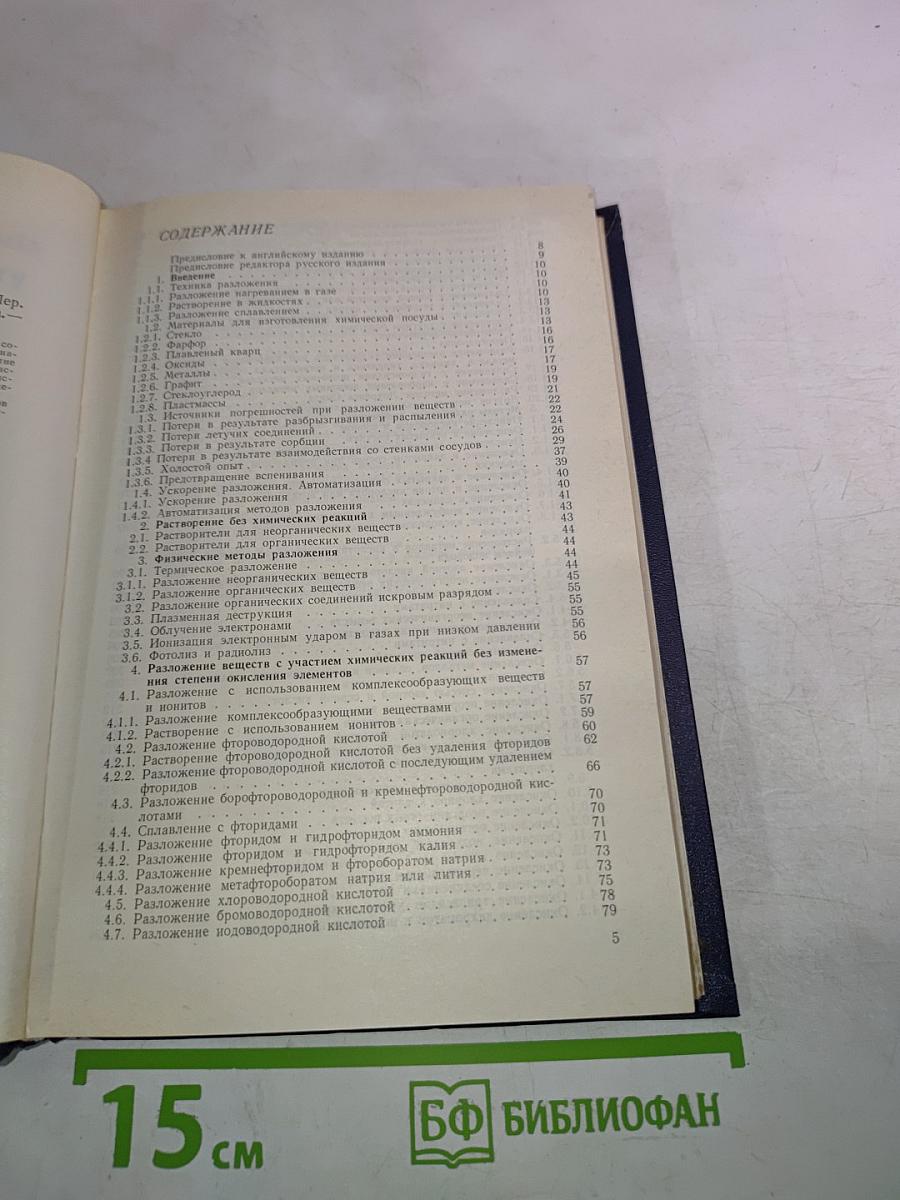 Пер.
СОДЕРЖАНИЕ
Предисловие к английскому изданию 8
Предисловие редактора русского издания 9
1. Введение 10
1.1. Техника разложения 10
1.1.1. Разложение нагреванием в газе 10
1.1.2. Растворение в жидкостях 10
1.1.3. Разложение сплавлением 13
1.2. Материалы для изготовления химической посуды 13
1.2.1. Стекло 13
1.2.2. Фарфор 16
1.2.3. Плавленый кварц 16
1.2.4. Оксиды 17
1.2.5. Металлы 17
1.2.6. Графит 19
1.2.7. Стеклоуглерод 19
1.2.8. Пластмассы 21
1.3. Источники погрешностей при разложении веществ 22
1.3.1. Потери в результате разбрызгивания и распыления 22
1.3.2. Потери летучих соединений 24
1.3.3. Потери в результате сорбции 26
1.3.4 Потери в результате взаимодействия со стенками сосудов 29
1.3.5. Холостой опыт 37
1.3.6. Предотвращение вспенивания 39
1.4. Ускорение разложения. Автоматизация 40
1.4.1. Ускорение разложения 40
1.4.2. Автоматизация методов разложения 41
2. Растворение без химических реакций 43
2.1. Растворители для неорганических веществ 43
2.2. Растворители для органических веществ 44
3. Физические методы разложения 44
3.1. Термическое разложение 44
3.1.1. Разложение неорганических веществ 44
3.1.2. Разложение органических веществ 45
3.2. Разложение органических соединений искровым разрядом 55
3.3. Плазменная деструкция 55
3.4. Облучение электронами 55
3.5. Ионизация электронным ударом в газах при низком давлении 56
3.6. Фотолиз и радиолиз 56
4. Разложение веществ с участием химических реакций без измене-
ния степени окисления элементов 57
4.1. Разложение с использованием комплексообразующих веществ
и ионитов 57
4.1.1. Разложение комплексообразующими веществами 57
4.1.2. Растворение с использованием ионитов 59
4.2. Разложение фтороводородной кислотой 60
4.2.1. Растворение фтороводородной кислотой без удаления фторидов 62
4.2.2. Разложение фтороводородной кислотой с последующим удалением
фторидов 66
4.3. Разложение борофтороводородной и кремнефтороводородной кис-
лотами 70
4.4. Сплавление с фторидами 70
4.4.1. Разложение фторидом и гидрофторидом аммония 71
4.4.2. Разложение фторидом и гидрофторидом калия 71
4.4.3. Разложение кремнефторидом и фтороборатом натрия 73
4.4.4. Разложение метафтороборатом натрия или лития 73
4.5. Разложение хлороводородной кислотой 75
4.6. Разложение бромоводородной кислотой 78
4.7. Разложение иодоводородной кислотой 79
5
15 см
БФ БИБЛИОФАН